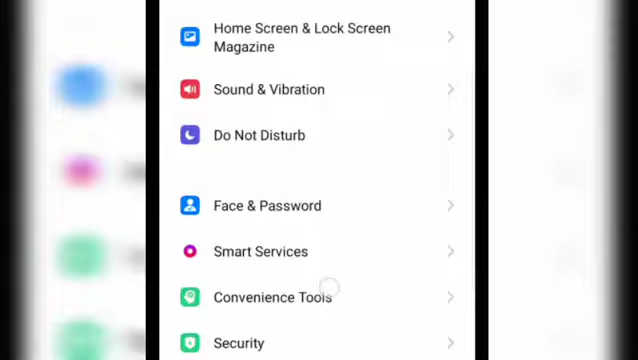 Home Screen & Lock Screen
Magazine
Sound & Vibration
Do Not Disturb
Face & Password
Smart Services
Convenience Tools
Security